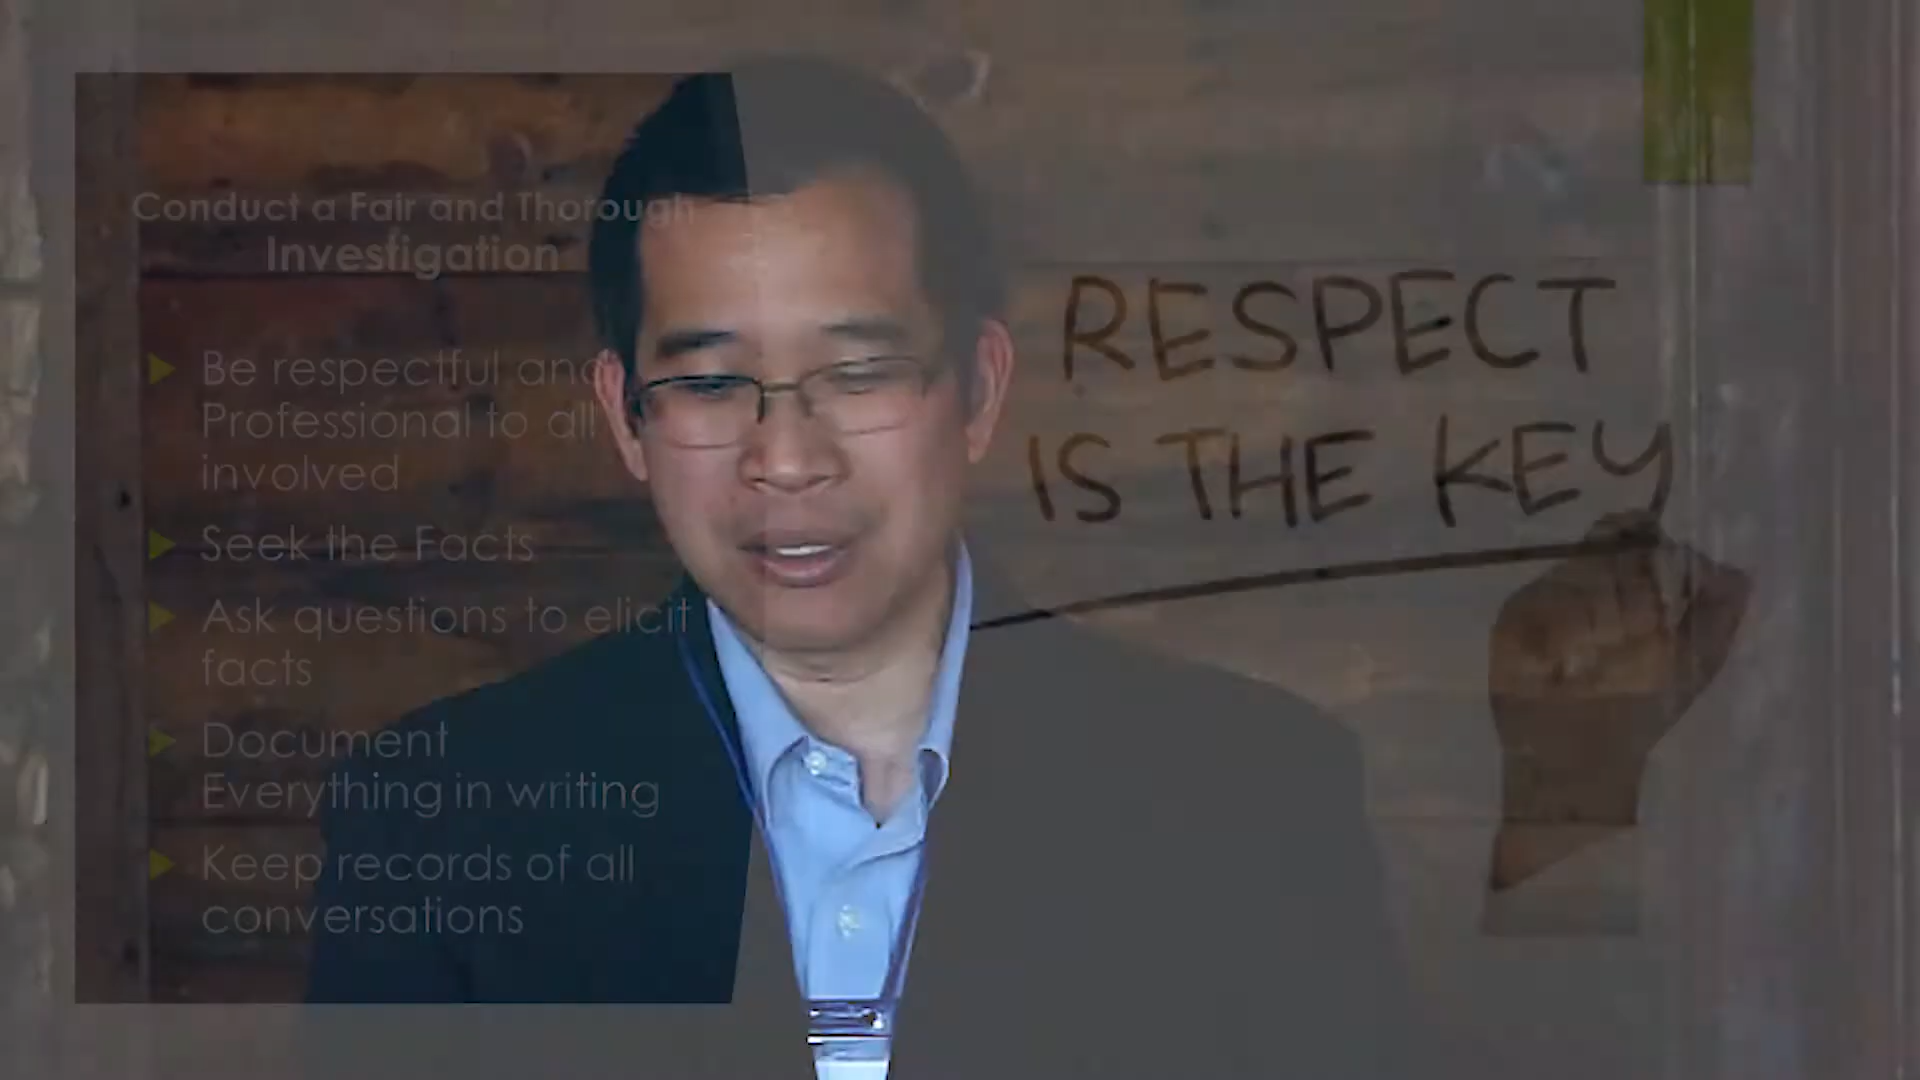 Conduct a Fair and Thorough
Investigation
Be respectful and
Professional to all
involved
Seek the Facts
Ask questions to elicit
facts
Document
Everything in writing
Keep records of all
conversations
RESPECT
IS THE KEY